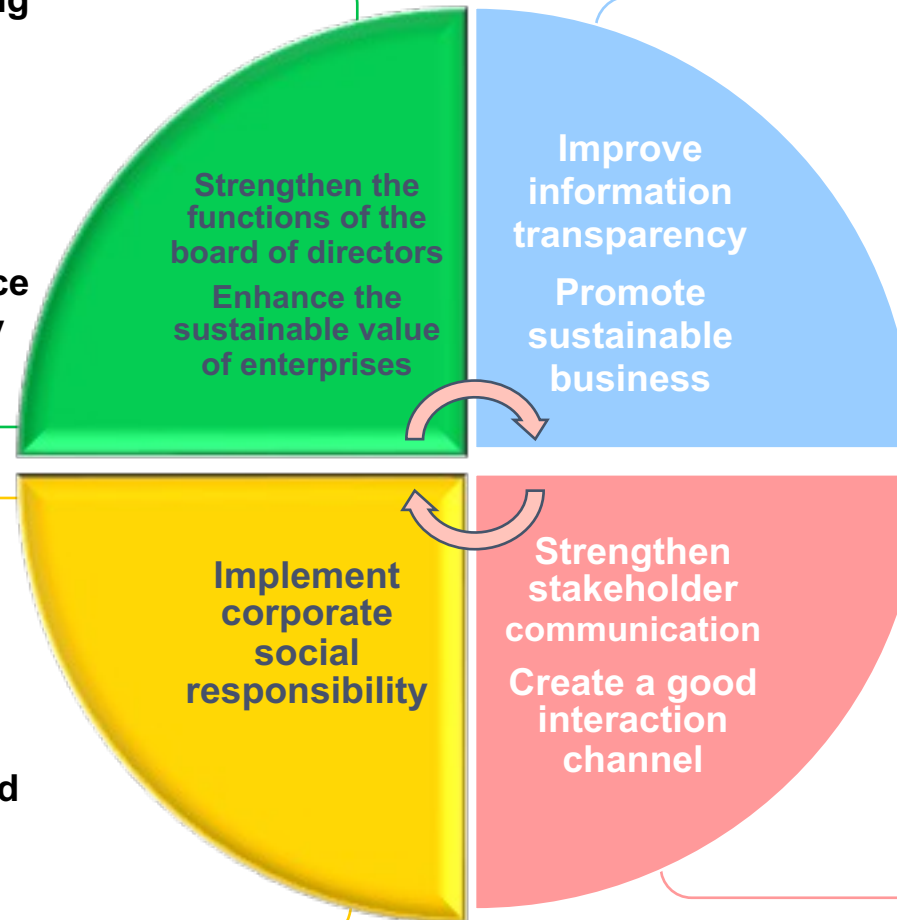 Strengthen the
functions of the
board of directors
Enhance the
sustainable value
of enterprises
Improve
information
transparency
Promote
sustainable
business
Implement
corporate
social
responsibility
Strengthen
stakeholder
communication
Create a good
interaction
channel